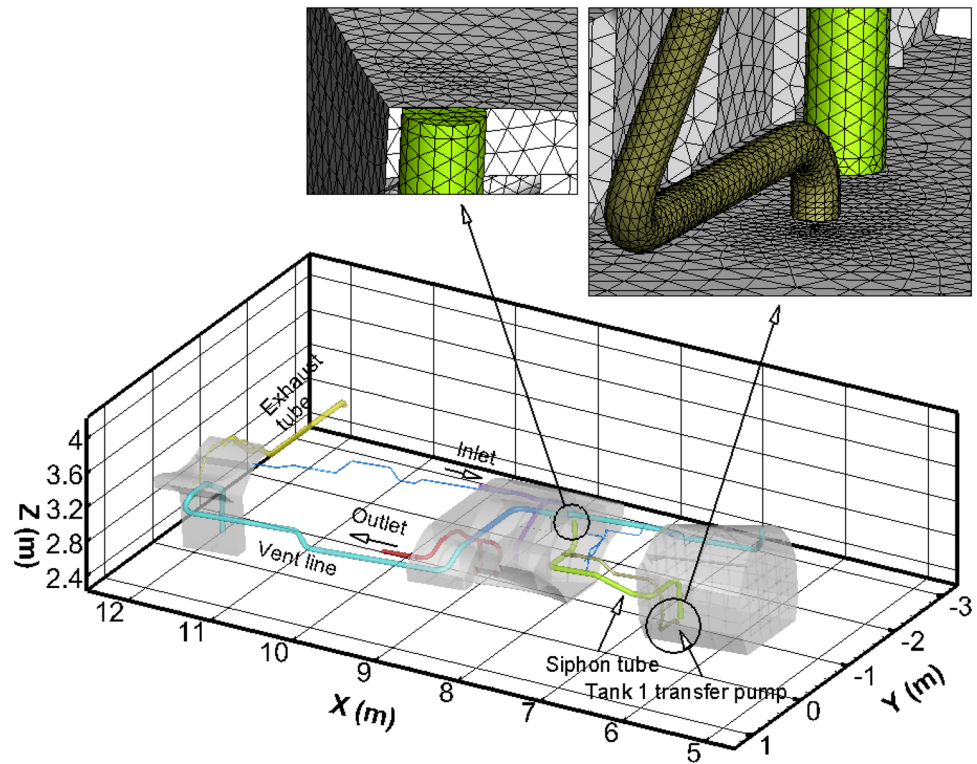 Exhaust
tube
Inlet
Outlet
Vent line
Siphon tube
Tank 1 transfer pump
Z (m)
4
3.6
3.2
2.8
2.4
12
11
10
9
8
7
6
5
X (m)
-3
-2
-1
0
1
Y (m)